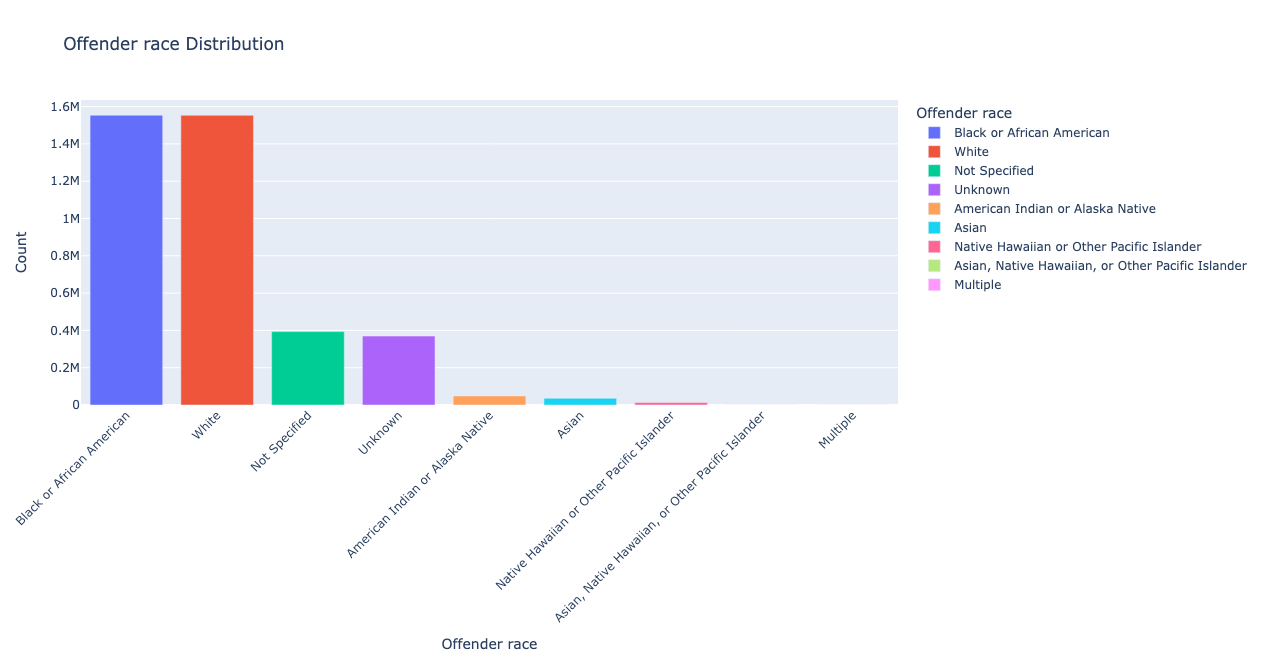 Offender race Distribution
1.6M
1.4M
1.2M
1M
0.8M
0.6M
0.4M
0.2M
0
Count
Black or African American
White
Not Specified
Unknown
American Indian or Alaska Native
Asian
Native Hawaiian or Other Pacific Islander
Asian, Native Hawaiian, or Other Pacific Islander
Multiple
Offender race
Offender race
Black or African American
White
Not Specified
Unknown
American Indian or Alaska Native
Asian
Native Hawaiian or Other Pacific Islander
Asian, Native Hawaiian, or Other Pacific Islander
Multiple